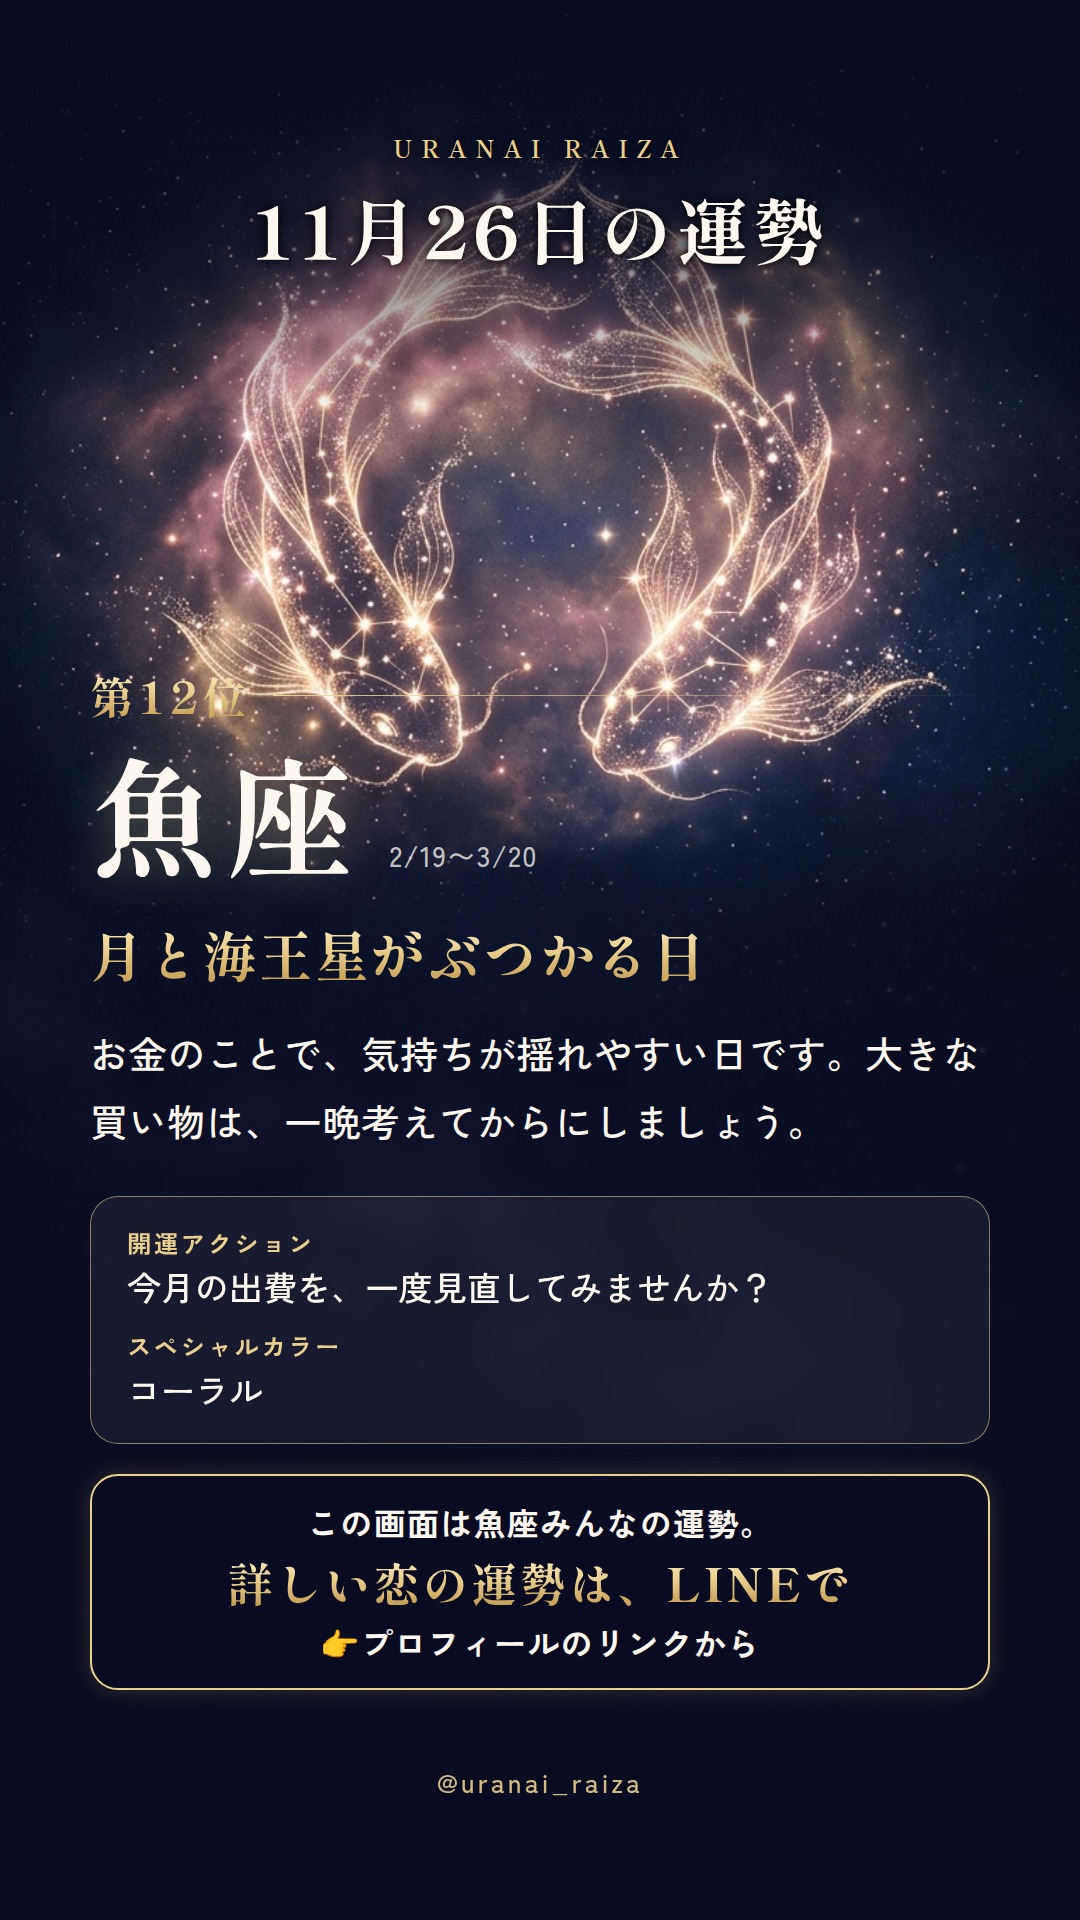 URANAI RAIZA
11月26日の運勢
第12位
魚座 2/19〜3/20
月と海王星がぶつかる日
お金のことで、気持ちが揺れやすい日です。大きな
買い物は、一晩考えてからにしましょう。
開運アクション
今月の出費を、一度見直してみませんか？
スペシャルカラー
コーラル
この画面は魚座みんなの運勢。
詳しい恋の運勢は、LINEで
👉プロフィールのリンクから
@uranai_raiza